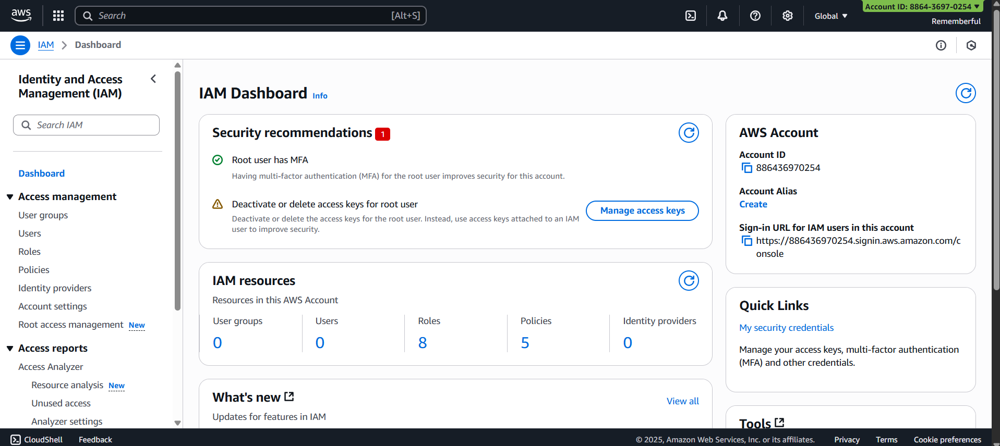 aws
Search
[Alt+S]
Global
Account ID: 8864-3697-0254
Rememberful
IAM
Dashboard
Identity and Access
Management (IAM)
Search IAM
Dashboard
Access management
User groups
Users
Roles
Policies
Identity providers
Account settings
Root access management New
Access reports
Access Analyzer
Resource analysis New
Unused access
Analyzer settings
IAM Dashboard Info
Security recommendations 1
Root user has MFA
Having multi-factor authentication (MFA) for the root user improves security for this account.
Deactivate or delete access keys for root user
Deactivate or delete the access keys for the root user. Instead, use access keys attached to an IAM
user to improve security.
Manage access keys
IAM resources
Resources in this AWS Account
User groups
0
Users
0
Roles
8
Policies
5
Identity providers
0
What's new
View all
Updates for features in IAM
AWS Account
Account ID
886436970254
Account Alias
Create
Sign-in URL for IAM users in this account
https://886436970254.signin.aws.amazon.com/c
onsole
Quick Links
My security credentials
Manage your access keys, multi-factor authentication
(MFA) and other credentials.
Tools
CloudShell
Feedback
© 2025, Amazon Web Services, Inc. or its affiliates.
Privacy
Terms
Cookie preferences